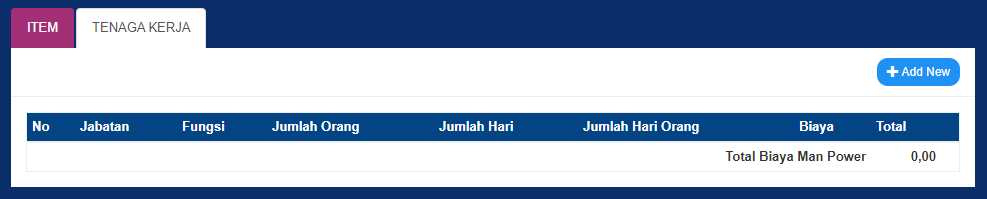 ITEM TENAGA KERJA
Add New
No Jabatan Fungsi Jumlah Orang Jumlah Hari Jumlah Hari Orang Biaya Total
Total Biaya Man Power 0,00